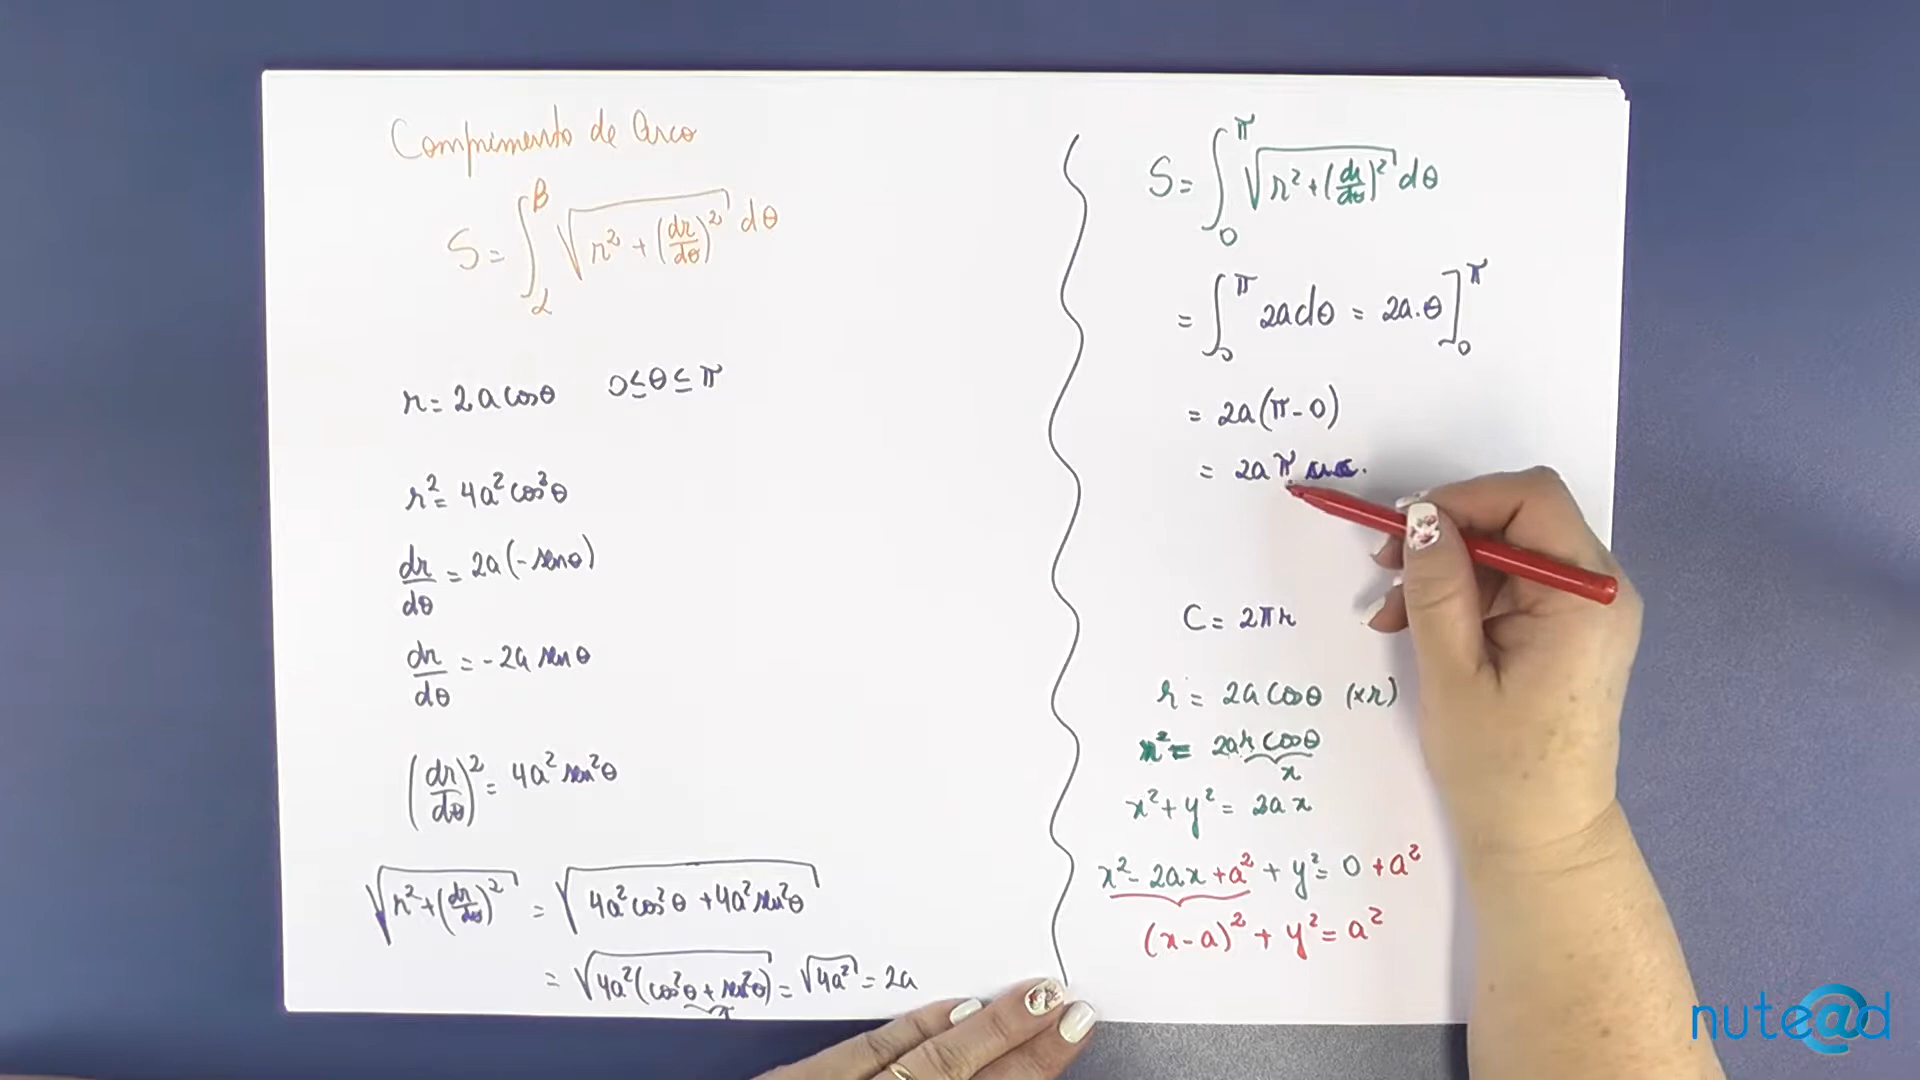 Comprimento de Arco
S = ∫_α^β √(r² + (dr/dθ)²) dθ
r = 2a cosθ 0 ≤ θ ≤ π
r² = 4a² cos²θ
dr/dθ = 2a(-senθ)
dr/dθ = -2a senθ
(dr/dθ)² = 4a² sen²θ
√(r² + (dr/dθ)²) = √(4a² cos²θ + 4a² sen²θ)
= √(4a²(cos²θ + sen²θ)) = √(4a²) = 2a
S = ∫_0^π √(r² + (dr/dθ)²) dθ
= ∫_0^π 2a dθ = 2a.θ]_0^π
= 2a(π - 0)
= 2aπ
C = 2πr
r = 2a cosθ (×r)
r² = 2ar cosθ
x
x² + y² = 2ax
x² - 2ax + a² + y² = 0 + a²
(x - a)² + y² = a²
nute@d